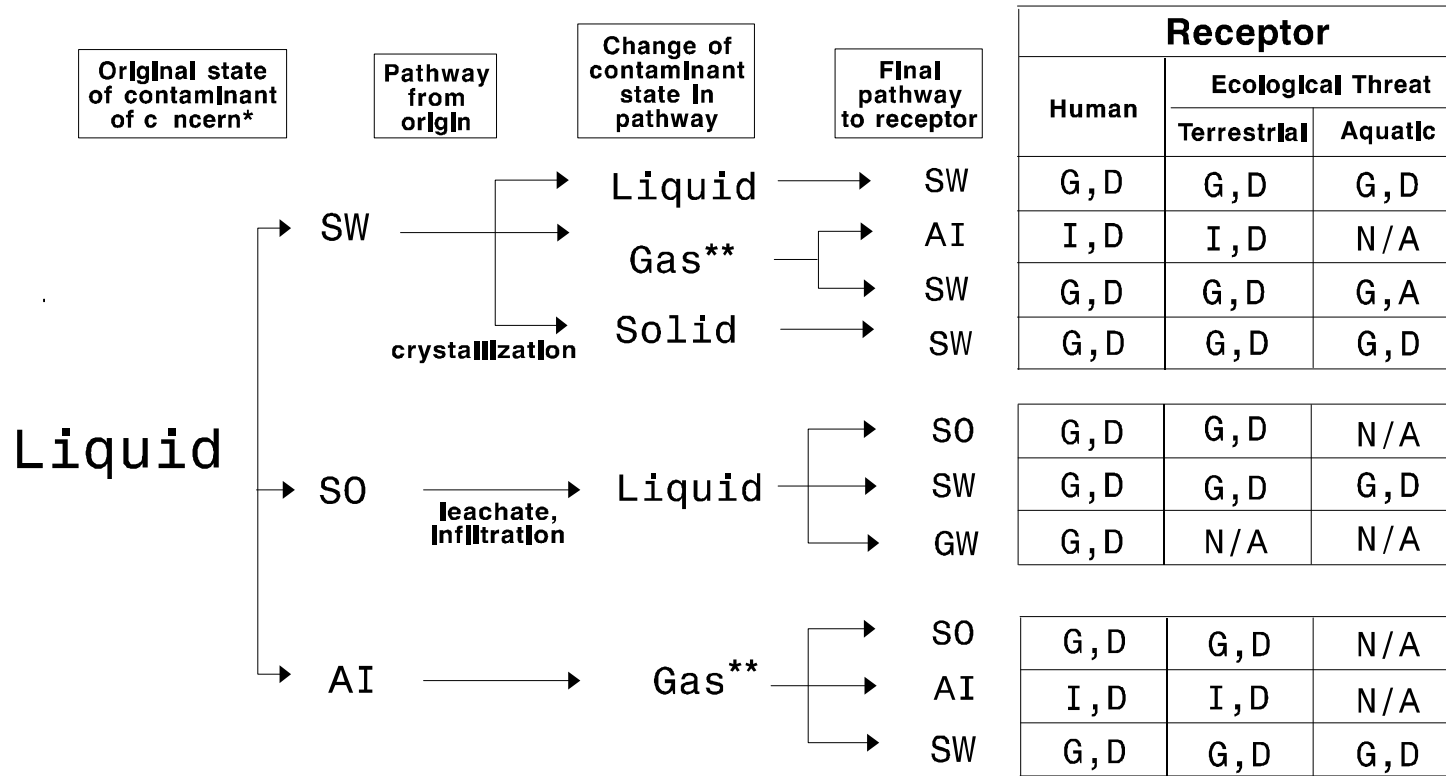 Original state
of contaminant
of c ncern*
Pathway
from
origin
Change of
contaminant
state in
pathway
Final
pathway
to receptor
Receptor
Human
Ecological Threat
Terrestrial
Aquatic
Liquid
SW
crystallization
Liquid
SW
G,D G,D G,D
Gas**
AI
I,D I,D N/A
SW
G,D G,D G,A
Solid
SW
G,D G,D G,D
SO
leachate,
infiltration
Liquid
SO
G,D G,D N/A
SW
G,D G,D G,D
GW
G,D N/A N/A
AI
Gas**
SO
G,D G,D N/A
AI
I,D I,D N/A
SW
G,D G,D G,D